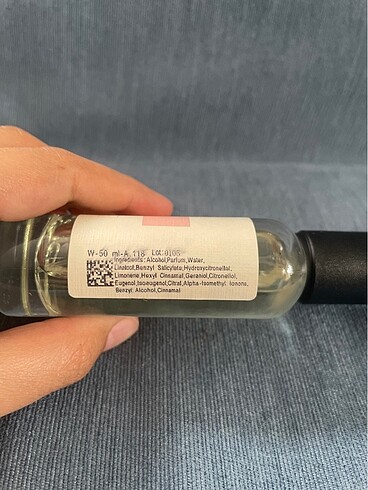 W-50 ml-A 118 Lot:0106
Ingredients:Alcohol,Parfum,Water,
Linalool,Benzyl Salicylate,Hydroxycitronellal,
Limonene,Hexyl Cinnamal,Geraniol,Citronellol,
Eugenol,Isoeugenol,Citral,Alpha-Isomethyl Ionone,
Benzyl Alcohol,Cinnamal